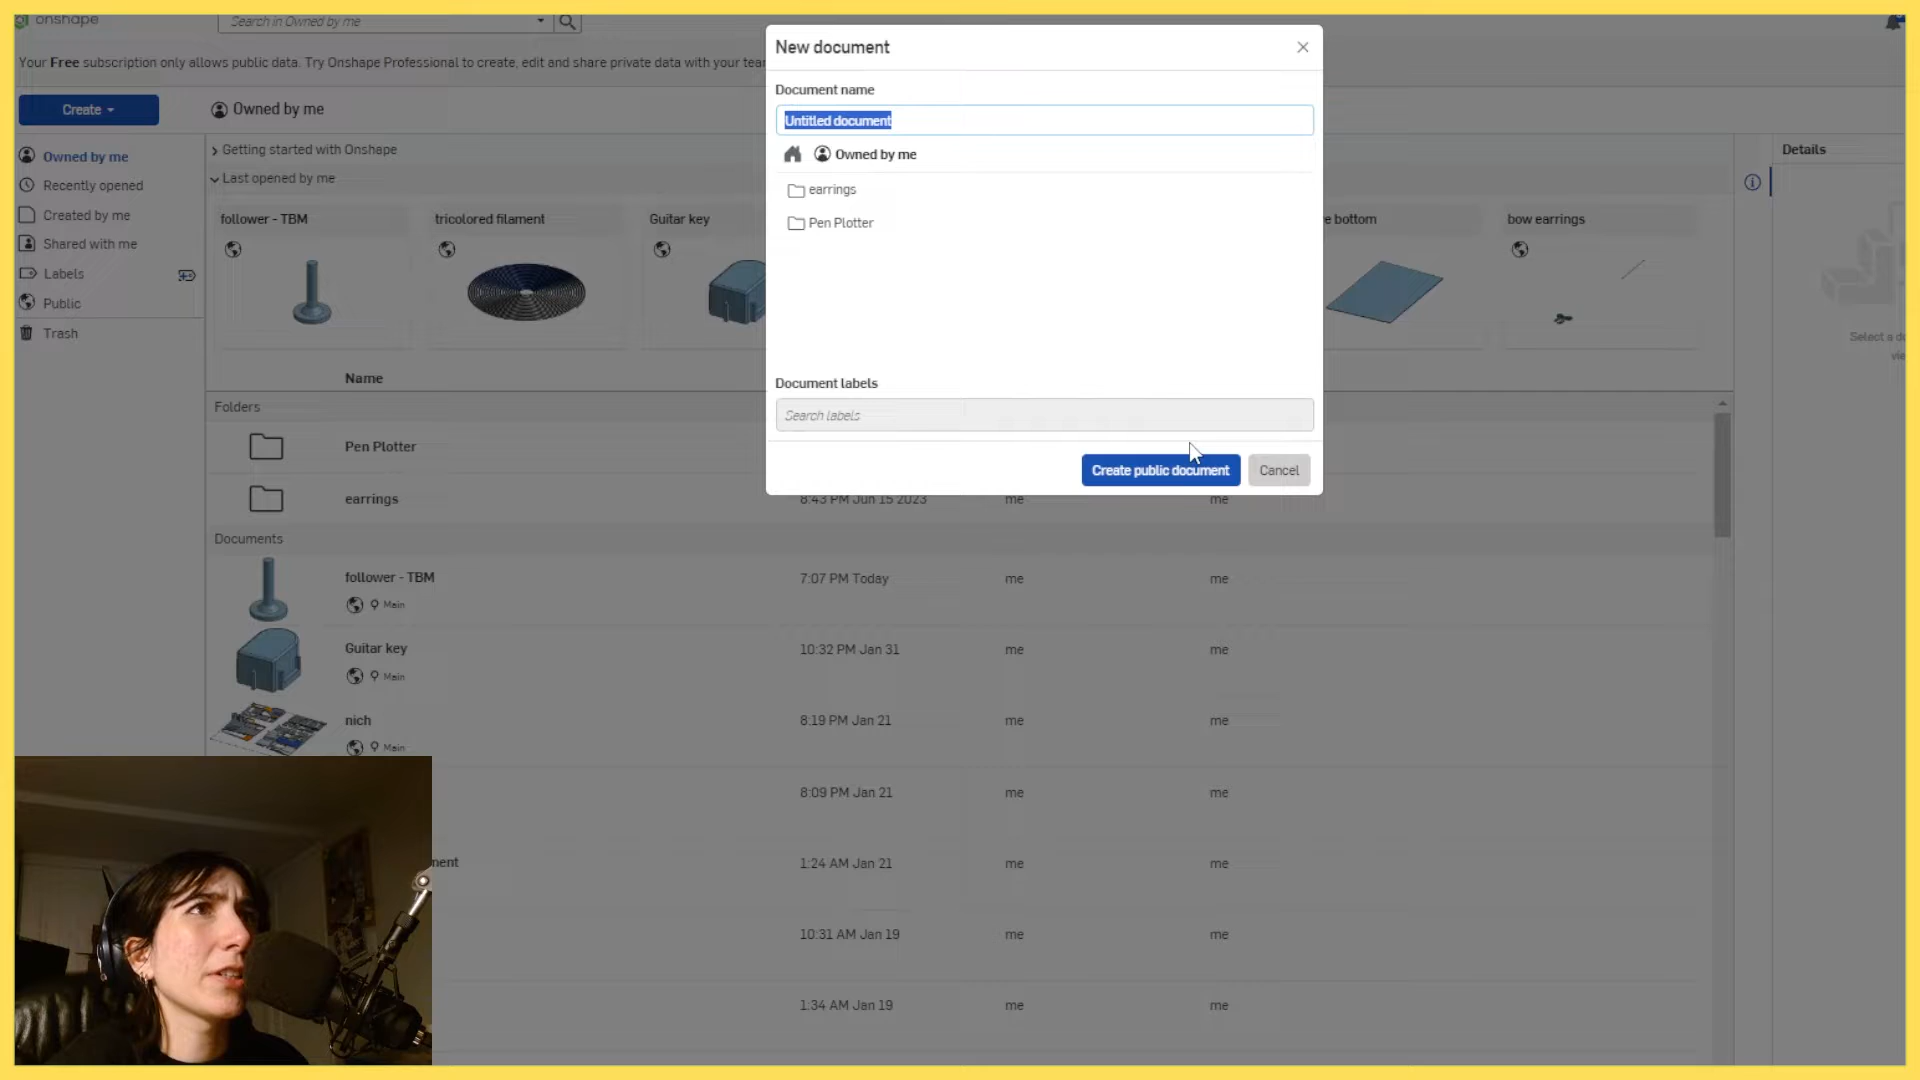 onshape
Search in Owned by me
Your Free subscription only allows public data. Try Onshape Professional to create, edit and share private data with your
Create
Owned by me
Owned by me
Recently opened
Created by me
Shared with me
Labels
Public
Trash
Getting started with Onshape
Last opened by me
follower - TBM
tricolored filament
Guitar key
e bottom
bow earrings
Details
Select a
New document
Document name
Untitled document
Owned by me
earrings
Pen Plotter
Document labels
Search labels
Create public document
Cancel
Name
Folders
Pen Plotter
earrings
8:43 PM Jun 15 2023
me
me
Documents
follower - TBM
Main
7:07 PM Today
me
me
Guitar key
Main
10:32 PM Jan 31
me
me
nich
Main
8:19 PM Jan 21
me
me
8:09 PM Jan 21
me
me
ment
1:24 AM Jan 21
me
me
10:31 AM Jan 19
me
me
1:34 AM Jan 19
me
me